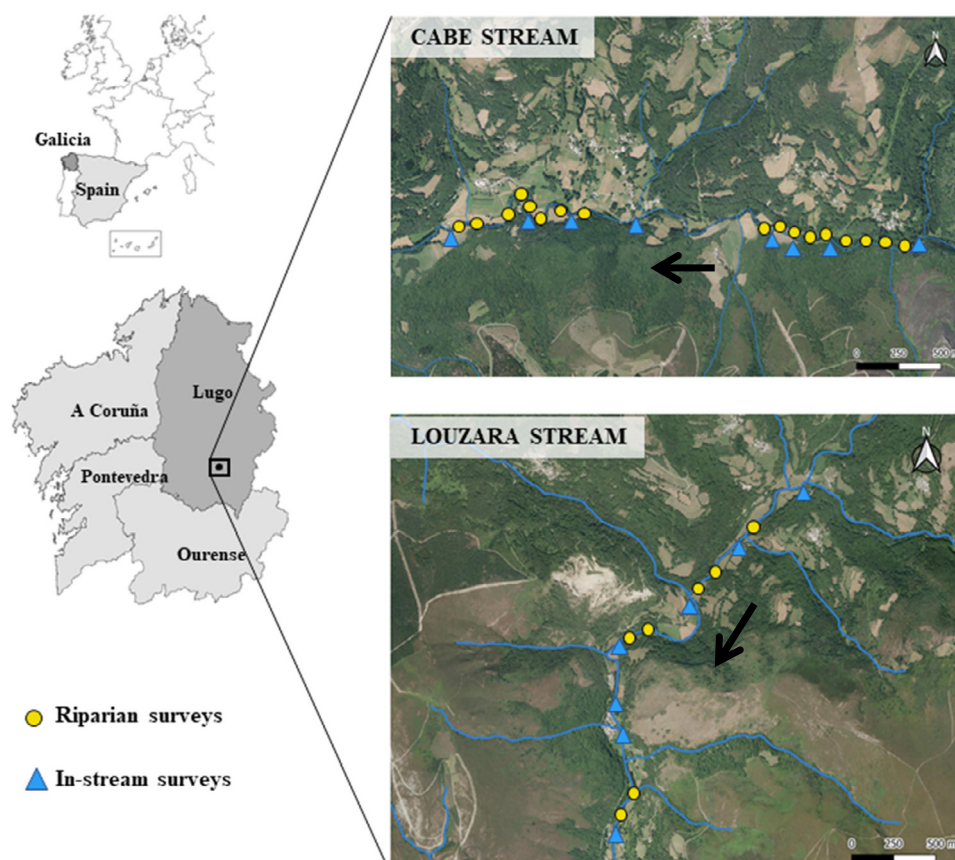 Galicia
Spain
A Coruña
Lugo
Pontevedra
Ourense
Riparian surveys
In-stream surveys
CABE STREAM
N
0 250 500 m
LOUZARA STREAM
N
0 250 500 m